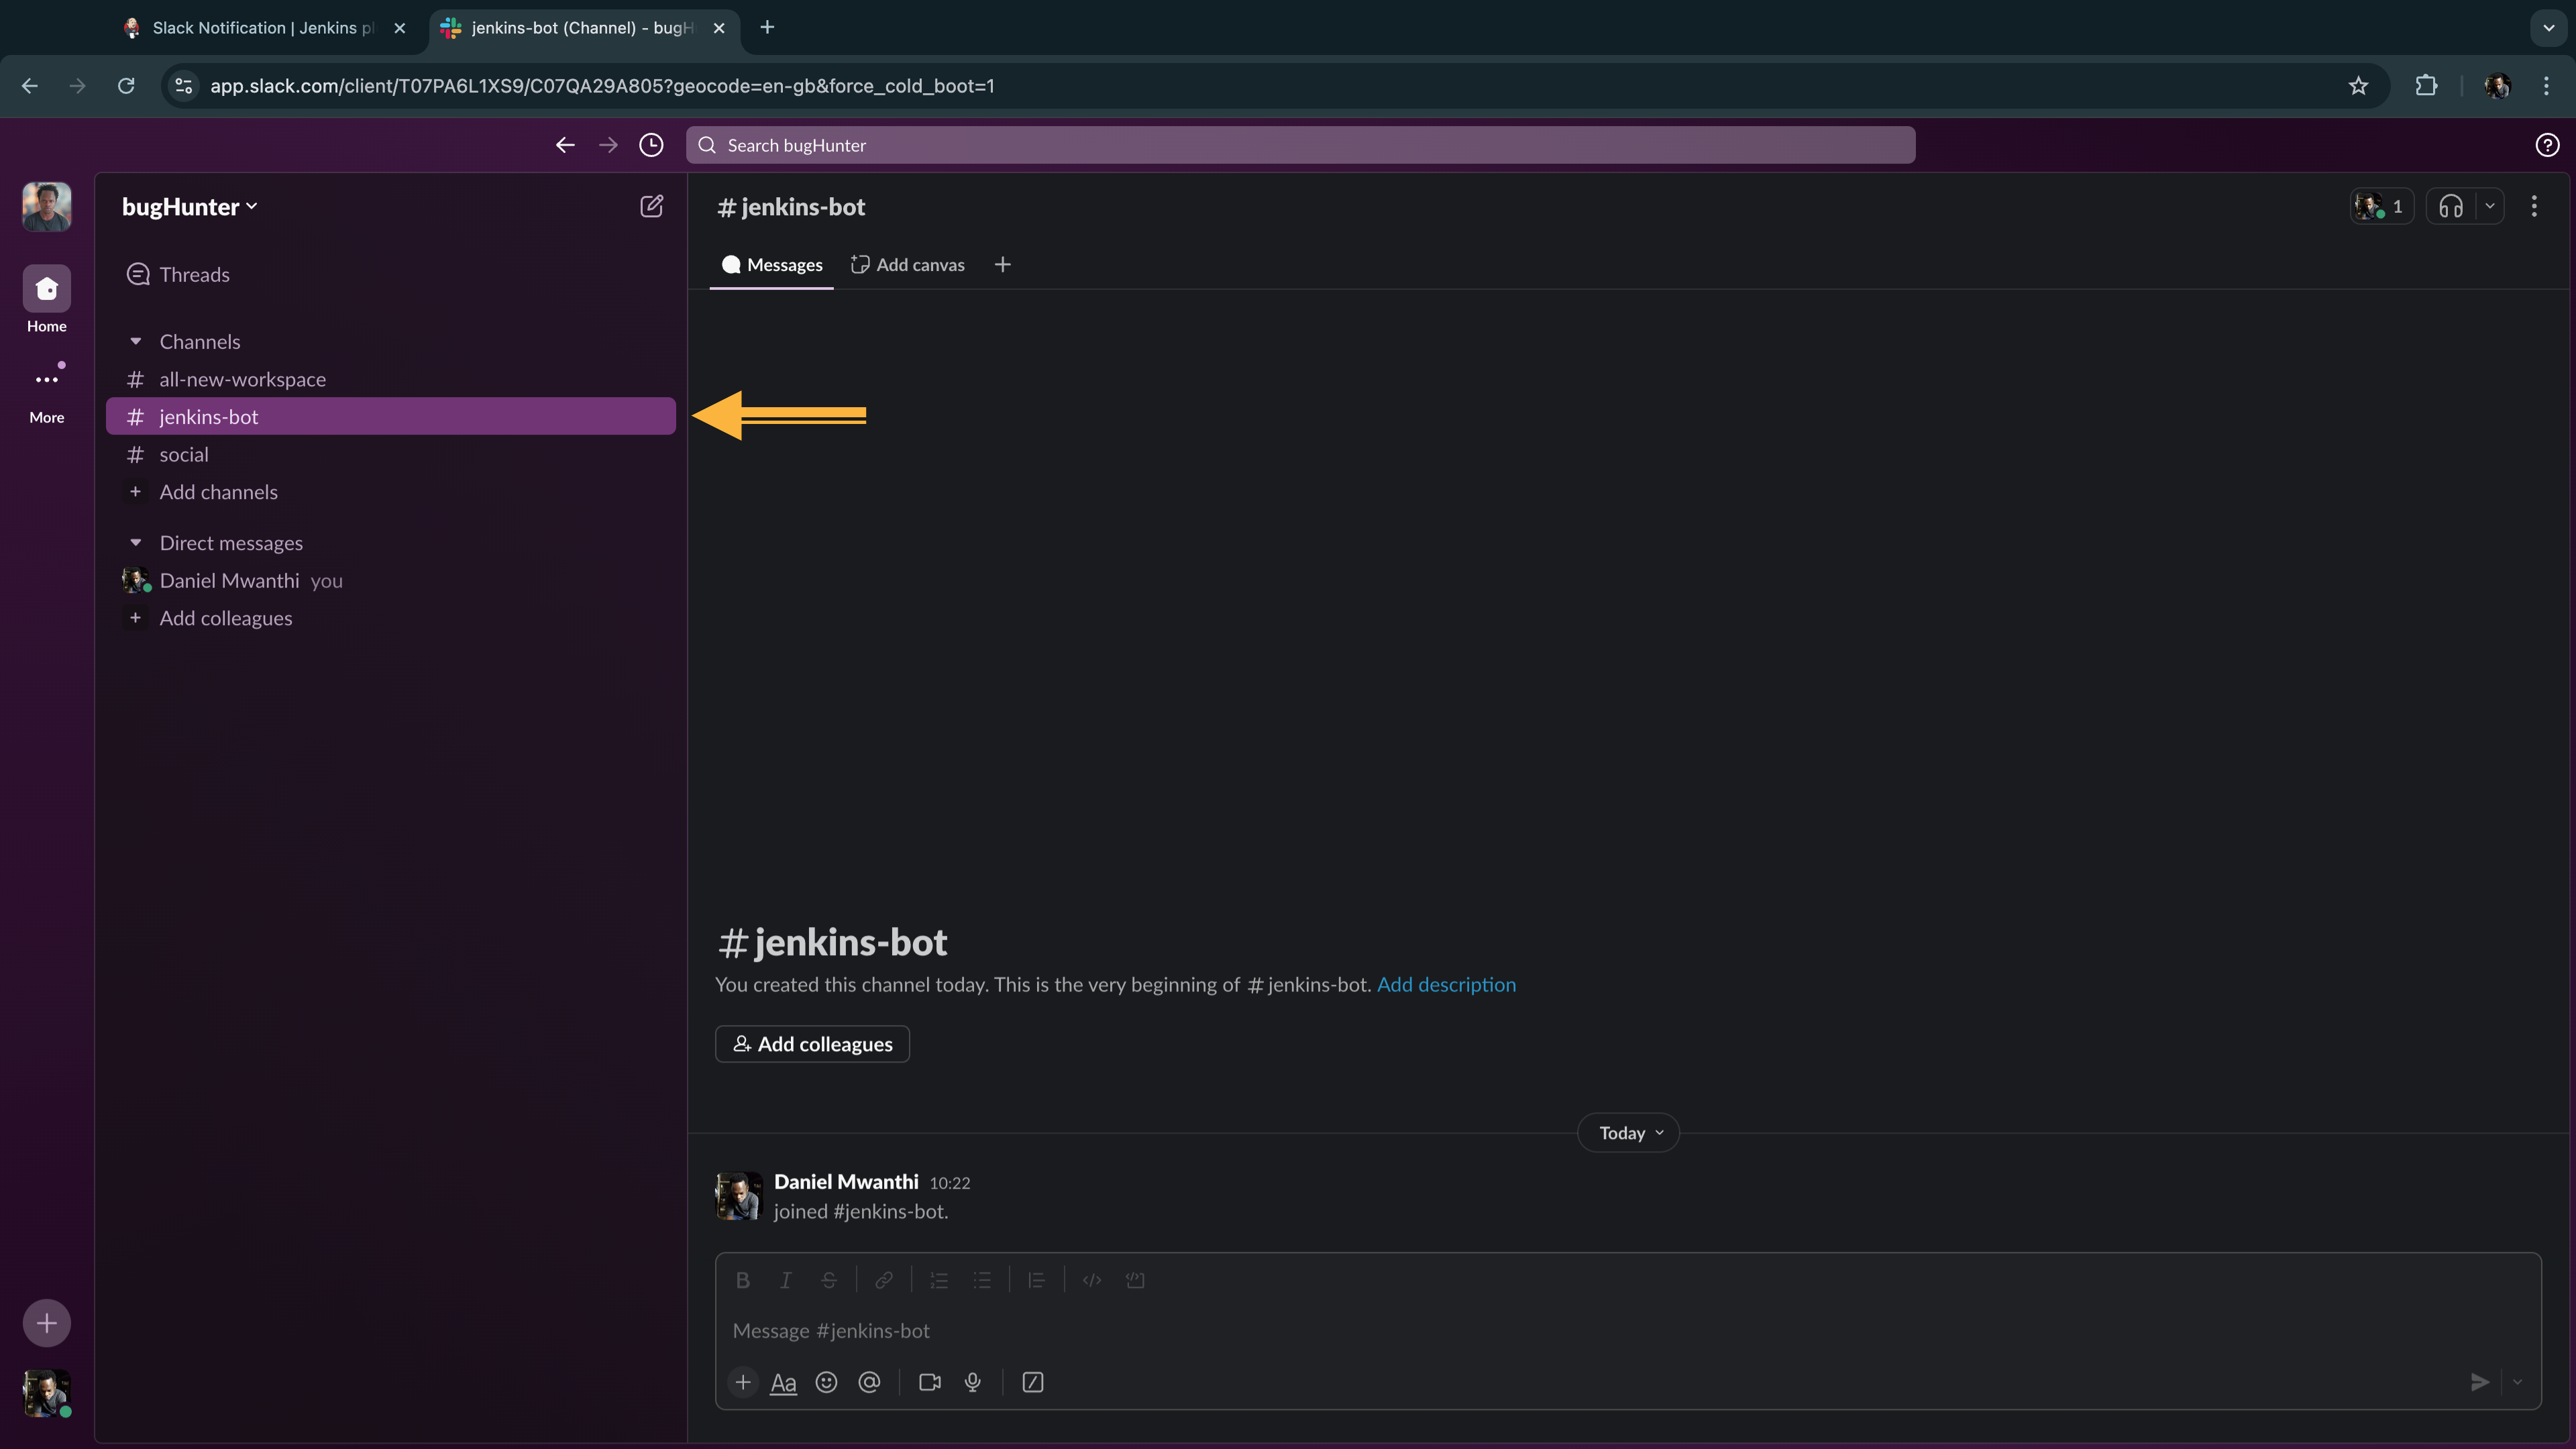 Slack Notification | Jenkins pl
jenkins-bot (Channel) - bugH
app.slack.com/client/T07PA6L1XS9/C07QA29A805?geocode=en-gb&force_cold_boot=1
Search bugHunter
bugHunter
Threads
Home
More
Channels
# all-new-workspace
# jenkins-bot
# social
+ Add channels
Direct messages
Daniel Mwanthi you
+ Add colleagues
# jenkins-bot
1
Messages
Add canvas
# jenkins-bot
You created this channel today. This is the very beginning of # jenkins-bot. Add description
Add colleagues
Today
Daniel Mwanthi 10:22
joined #jenkins-bot.
Message #jenkins-bot
Aa